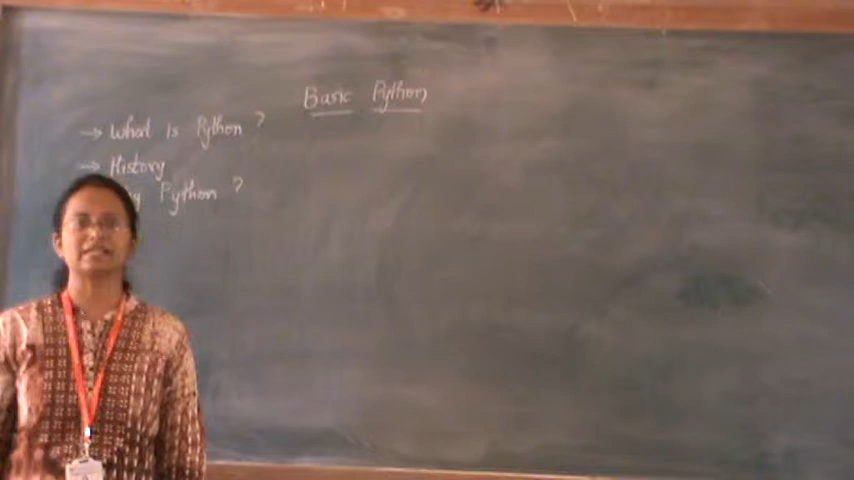 Basic Python
→ What is Python ?
→ History
Python ?